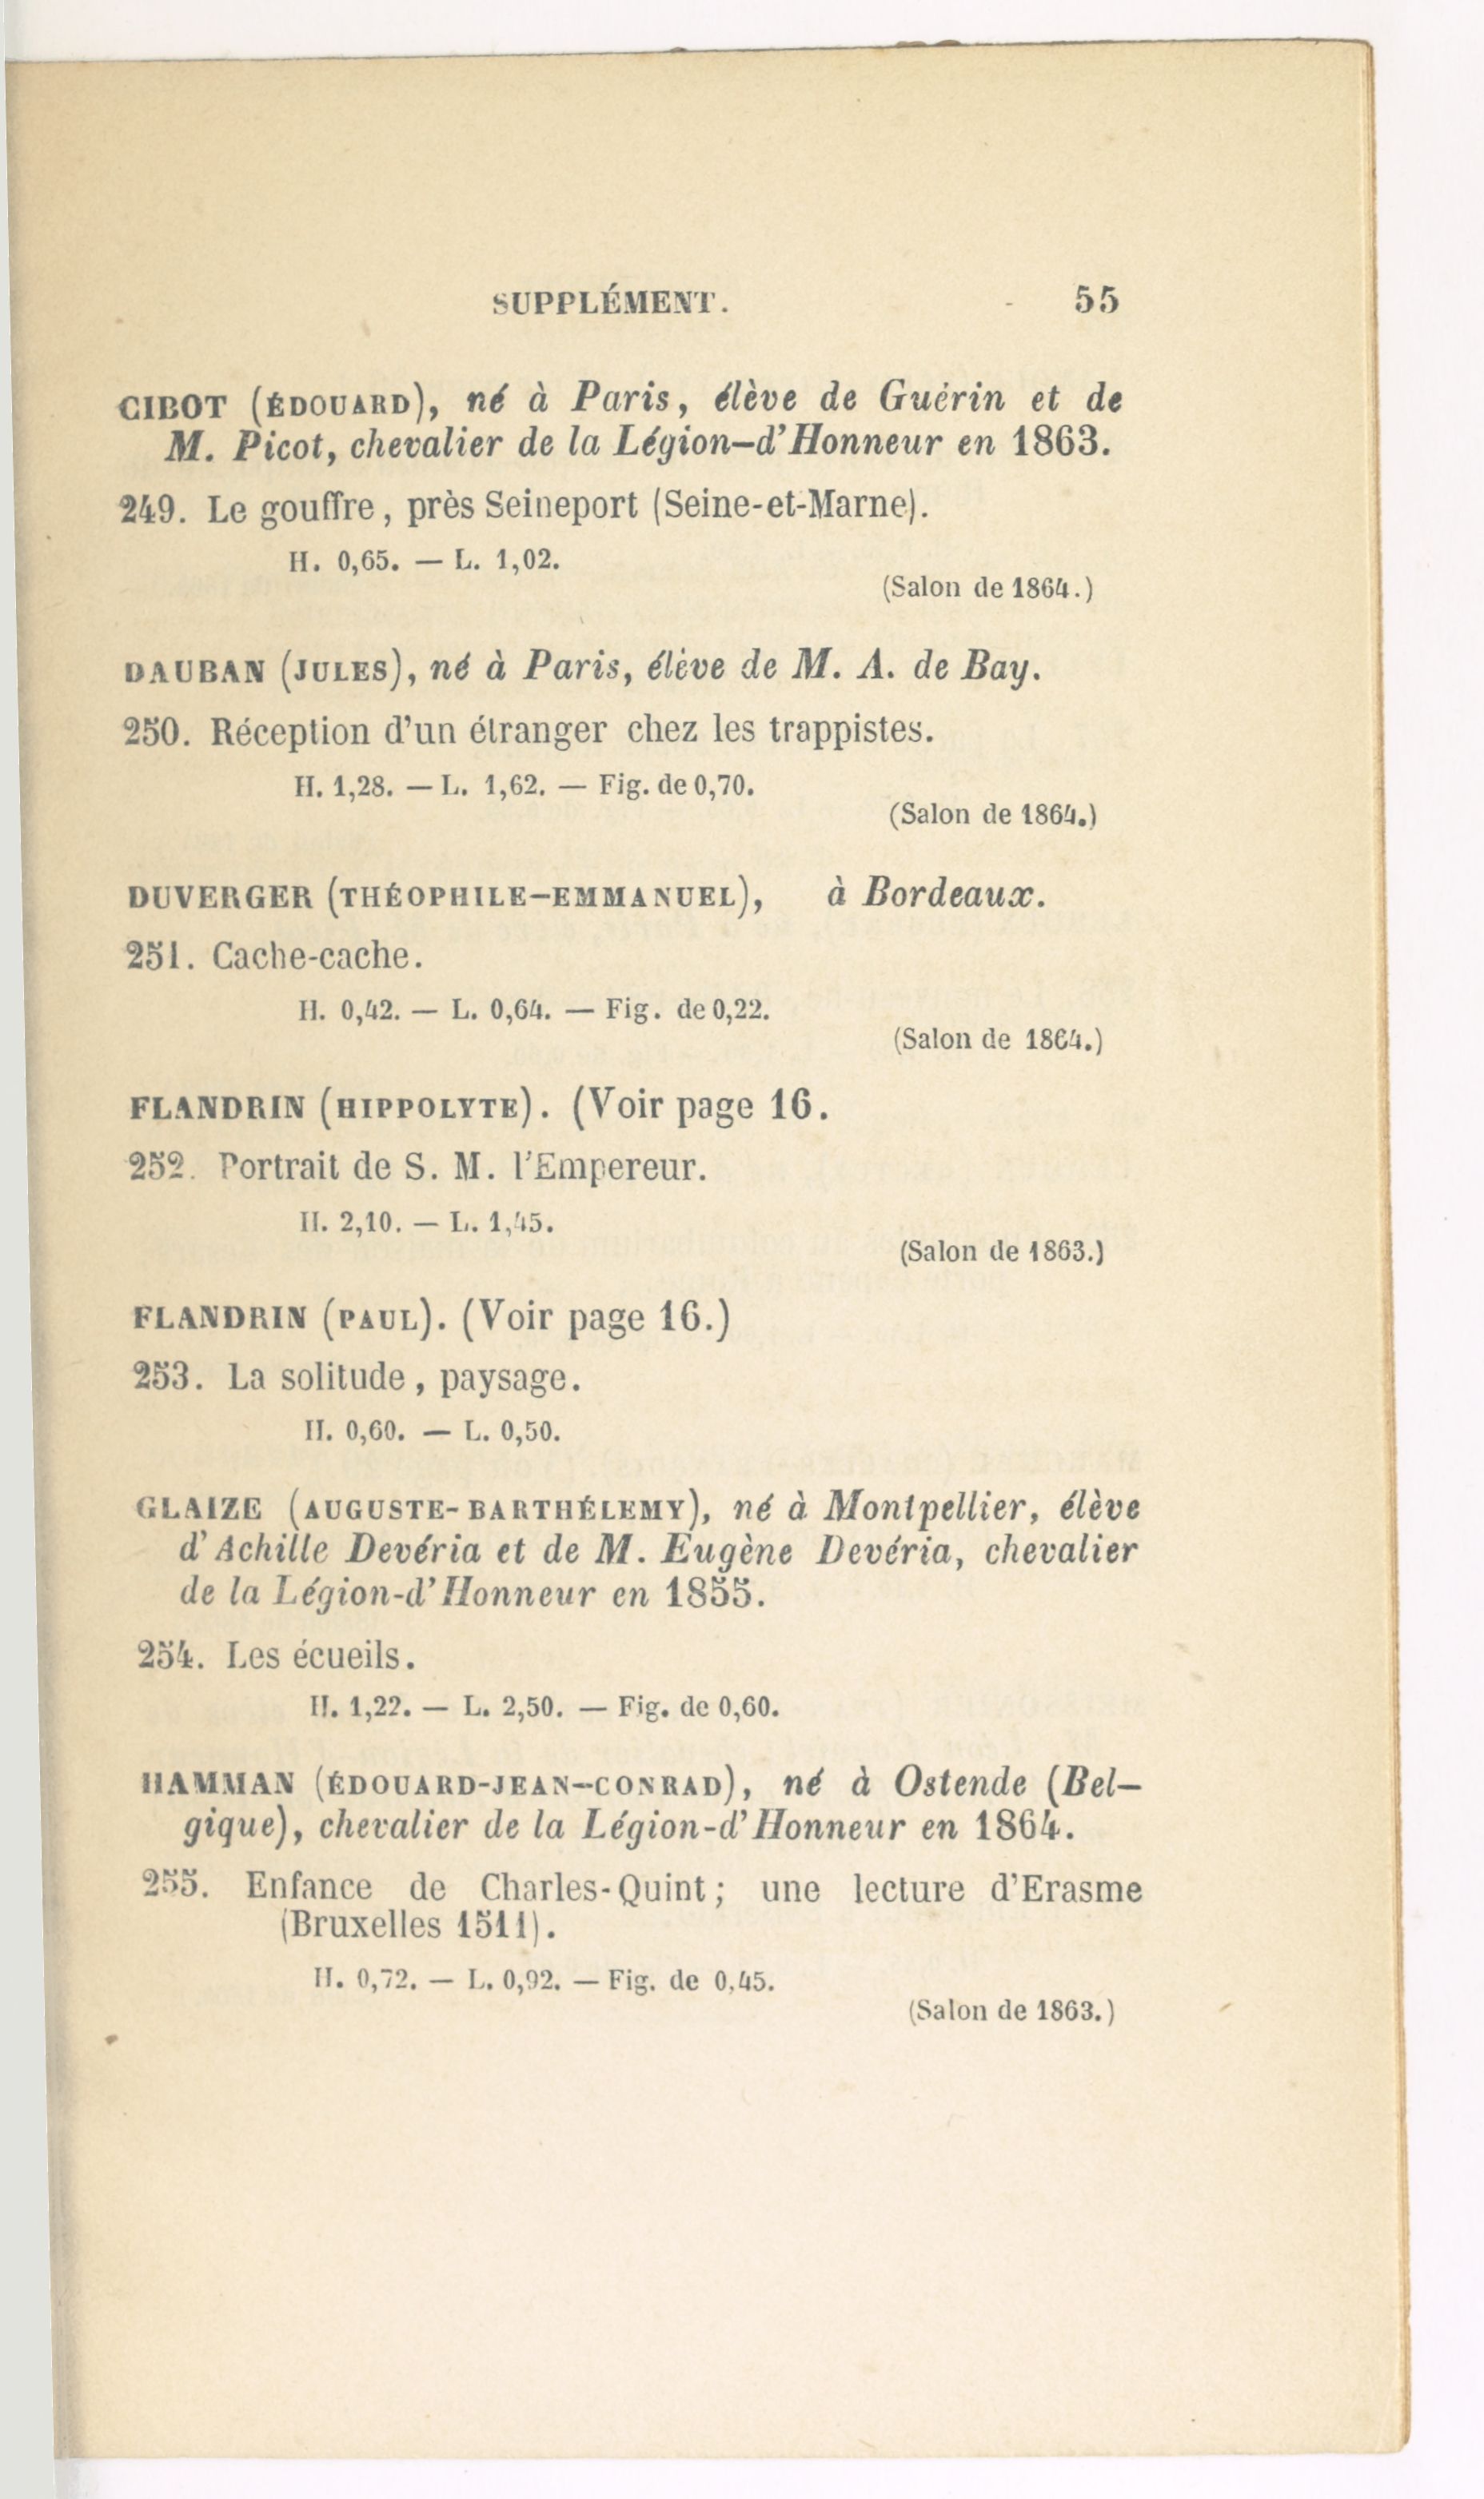 SUPPLÉMENT. 55
CIBOT (ÉDOUARD), né à Paris, élève de Guérin et de
M. Picot, chevalier de la Légion-d'Honneur en 1863.
249. Le gouffre, près Seineport (Seine-et-Marne).
H. 0,65. — L. 1,02.
(Salon de 1864.)
DAUBAN (JULES), né à Paris, élève de M. A. de Bay.
250. Réception d'un étranger chez les trappistes.
H. 1,28. — L. 1,62. — Fig. de 0,70.
(Salon de 1864.)
DUVERGER (THÉOPHILE-EMMANUEL), à Bordeaux.
251. Cache-cache.
H. 0,42. — L. 0,64. — Fig. de 0,22.
(Salon de 1864.)
FLANDRIN (HIPPOLYTE). (Voir page 16.
252. Portrait de S. M. l'Empereur.
H. 2,10. — L. 1,45.
(Salon de 1863.)
FLANDRIN (PAUL). (Voir page 16.)
253. La solitude, paysage.
H. 0,60. — L. 0,50.
GLAIZE (AUGUSTE-BARTHÉLEMY), né à Montpellier, élève
d'Achille Devéria et de M. Eugène Devéria, chevalier
de la Légion-d'Honneur en 1855.
254. Les écueils.
H. 1,22. — L. 2,50. — Fig. de 0,60.
HAMMAN (ÉDOUARD-JEAN-CONRAD), né à Ostende (Bel-
gique), chevalier de la Légion-d'Honneur en 1864.
255. Enfance de Charles-Quint; une lecture d'Erasme
(Bruxelles 1511).
H. 0,72. — L. 0,92. — Fig. de 0,45.
(Salon de 1863.)